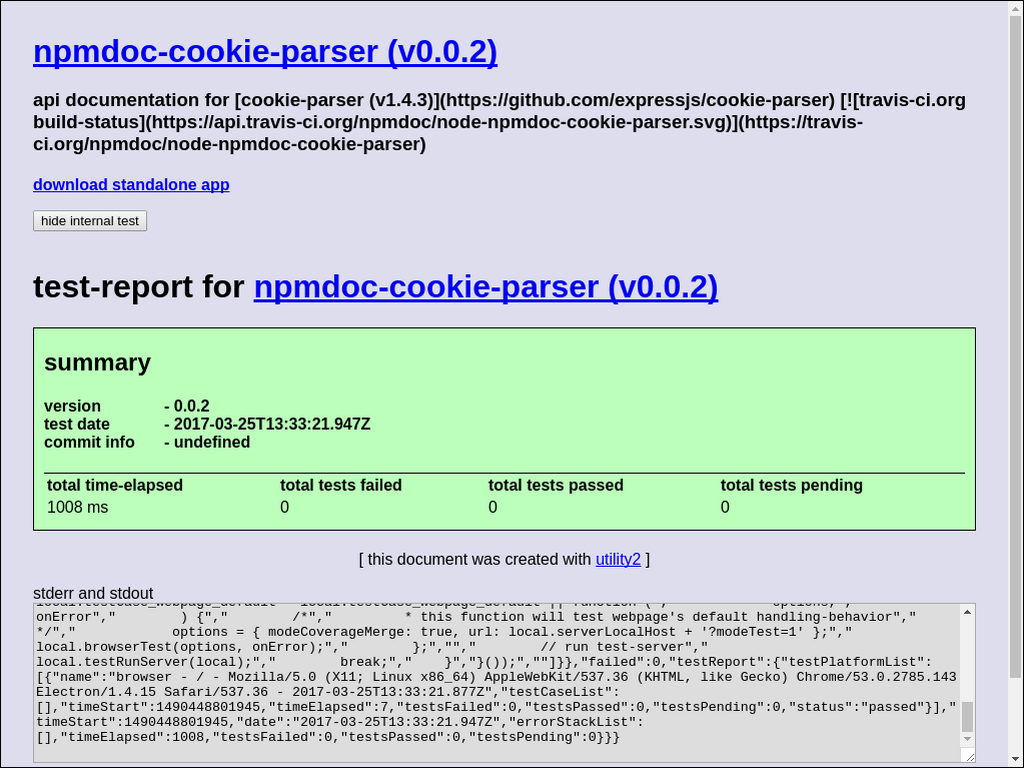 npmdoc-cookie-parser (v0.0.2)
api documentation for [cookie-parser (v1.4.3)](https://github.com/expressjs/cookie-parser) [![travis-ci.org
build-status](https://api.travis-ci.org/npmdoc/node-npmdoc-cookie-parser.svg)](https://travis-
ci.org/npmdoc/node-npmdoc-cookie-parser)
download standalone app
hide internal test
test-report for npmdoc-cookie-parser (v0.0.2)
summary
version - 0.0.2
test date - 2017-03-25T13:33:21.947Z
commit info - undefined
total time-elapsed total tests failed total tests passed total tests pending
1008 ms 0 0 0
[ this document was created with utility2 ]
stderr and stdout
onError","        ) {","        /*","         * this function will test webpage's default handling-behavior","
*/","         options = { modeCoverageMerge: true, url: local.serverLocalHost + '?modeTest=1' };","
local.browserTest(options, onError);","        };","","        // run test-server","
local.testRunServer(local);","        break;","    }","}());",""]}},"failed":0,"testReport":{"testPlatformList":
[{"name":"browser - / - Mozilla/5.0 (X11; Linux x86_64) AppleWebKit/537.36 (KHTML, like Gecko) Chrome/53.0.2785.143
Electron/1.4.15 Safari/537.36 - 2017-03-25T13:33:21.877Z","testCaseList":
[],"timeStart":1490448801945,"timeElapsed":7,"testsFailed":0,"testsPassed":0,"testsPending":0,"status":"passed"}],"
timeStart":1490448801945,"date":"2017-03-25T13:33:21.947Z","errorStackList":
[],"timeElapsed":1008,"testsFailed":0,"testsPassed":0,"testsPending":0}}}